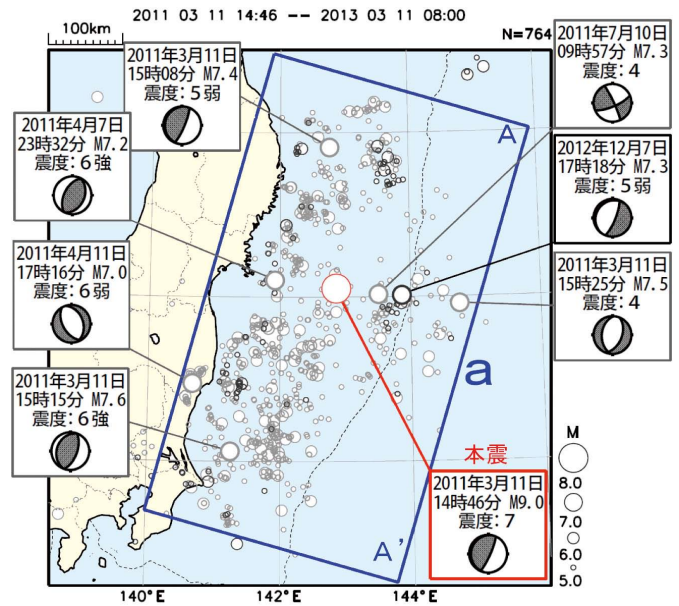 2011 03 11 14:46 -- 2013 03 11 08:00
100km
N=764
2011年3月11日
15時08分 M7.4
震度:5弱
2011年7月10日
09時57分 M7.3
震度:4
2011年4月7日
23時32分 M7.2
震度:6強
2012年12月7日
17時18分 M7.3
震度:5弱
2011年4月11日
17時16分 M7.0
震度:6弱
2011年3月11日
15時25分 M7.5
震度:4
2011年3月11日
15時15分 M7.6
震度:6強
A
a
A'
本震
2011年3月11日
14時46分 M9.0
震度:7
M
8.0
7.0
6.0
5.0
140°E
142°E
144°E